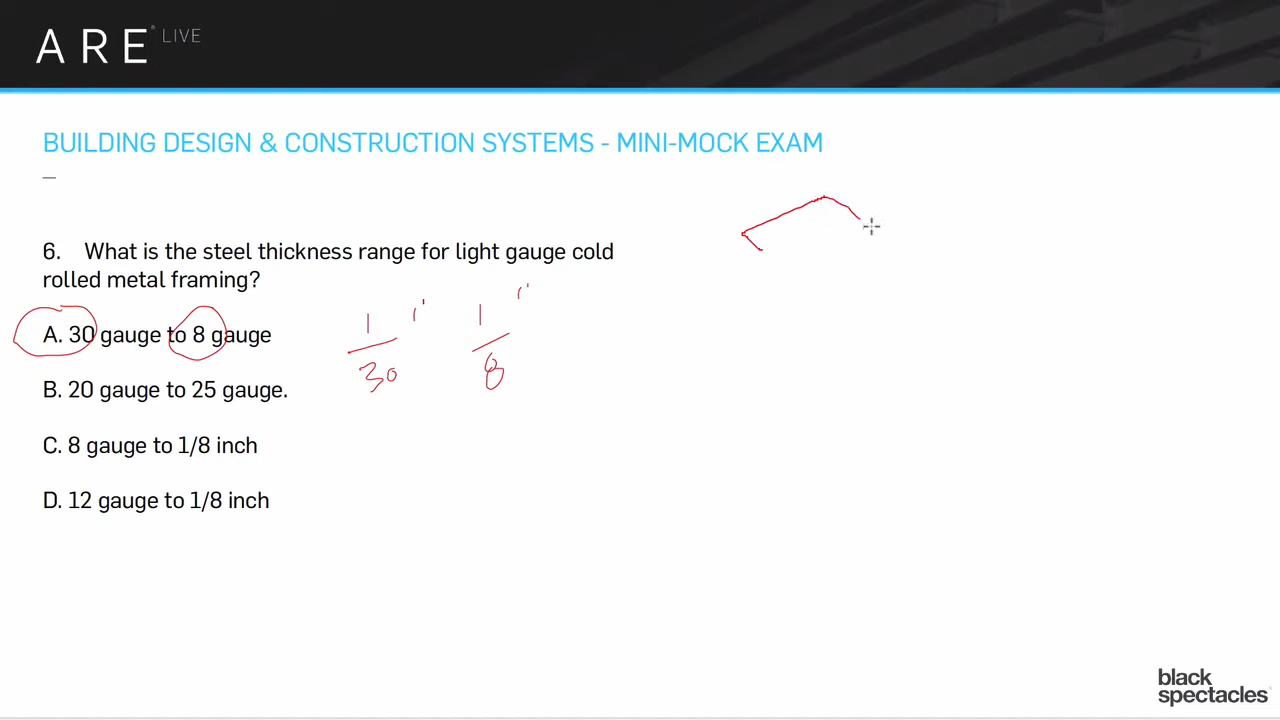 ARE® LIVE
BUILDING DESIGN & CONSTRUCTION SYSTEMS - MINI-MOCK EXAM
6. What is the steel thickness range for light gauge cold
rolled metal framing?
A. 30 gauge to 8 gauge
1/30 1" 1/8 1"
B. 20 gauge to 25 gauge.
C. 8 gauge to 1/8 inch
D. 12 gauge to 1/8 inch
black
spectacles